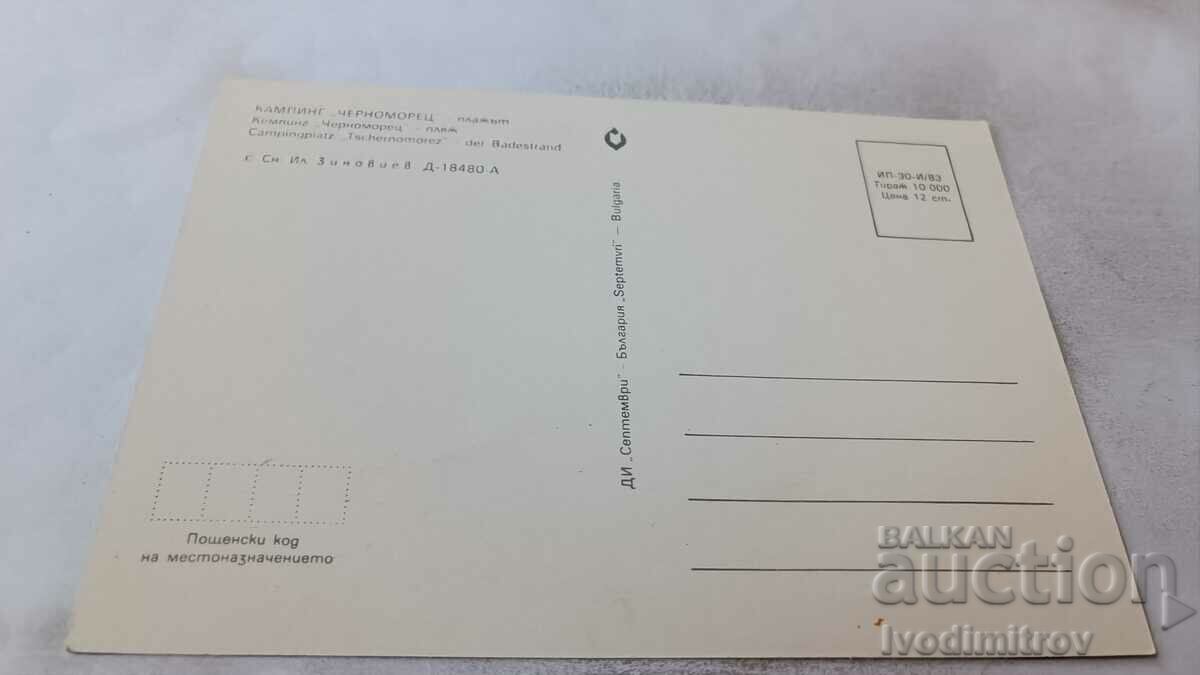 КАМПИНГ „ЧЕРНОМОРЕЦ - плажът
Кемпинг „Черноморец - пляж
Campingplatz „Tschernomorez" - der Badestrand
с. Сн. Ил. Зиновиев Д-18480-А
ДИ „Септември" - България „Septemvri" — Bulgaria
ИП-30-И/83
Тираж 10 000
Цена 12 ст.
Пощенски код
на местоназначението
BALKAN
auction
Ivodimitrov